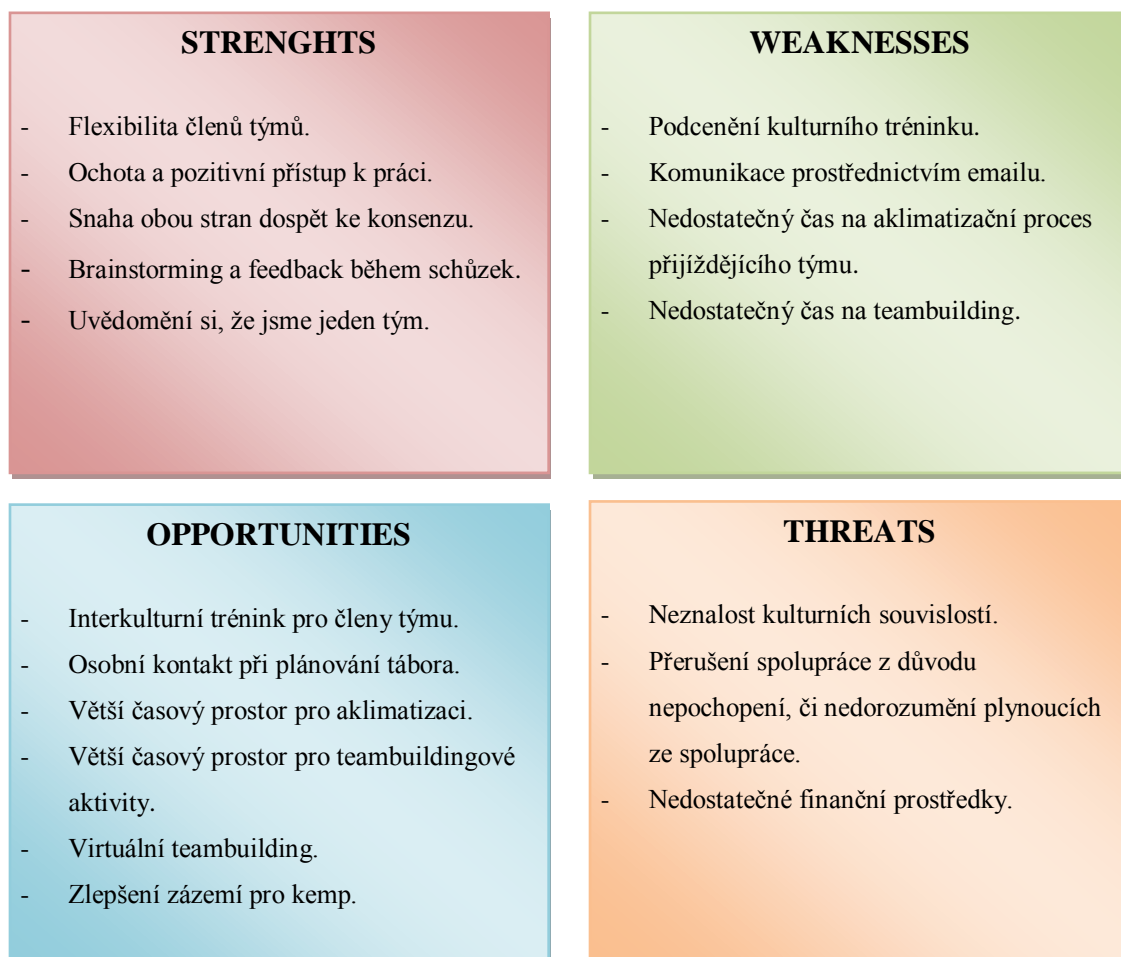 STRENGHTS
- Flexibilita členů týmů.
- Ochota a pozitivní přístup k práci.
- Snaha obou stran dospět ke konsenzu.
- Brainstorming a feedback během schůzek.
- Uvědomění si, že jsme jeden tým.
WEAKNESSES
- Podcenění kulturního tréninku.
- Komunikace prostřednictvím emailu.
- Nedostatečný čas na aklimatizační proces
přijíždějícího týmu.
- Nedostatečný čas na teambuilding.
OPPORTUNITIES
- Interkulturní trénink pro členy týmu.
- Osobní kontakt při plánování tábora.
- Větší časový prostor pro aklimatizaci.
- Větší časový prostor pro teambuildingové
aktivity.
- Virtuální teambuilding.
- Zlepšení zázemí pro kemp.
THREATS
- Neznalost kulturních souvislostí.
- Přerušení spolupráce z důvodu
nepochopení, či nedorozumění plynoucích
ze spolupráce.
- Nedostatečné finanční prostředky.